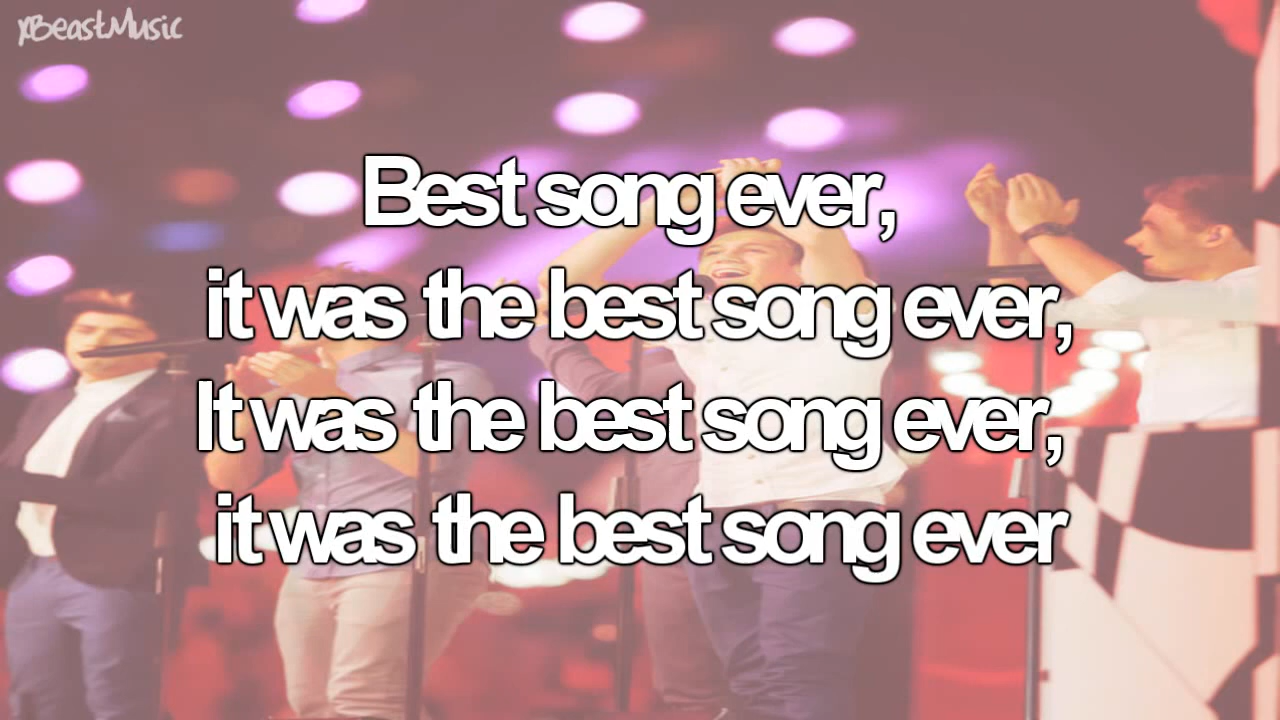 xBeastMusic
Best song ever,
it was the best song ever,
It was the best song ever,
it was the best song ever